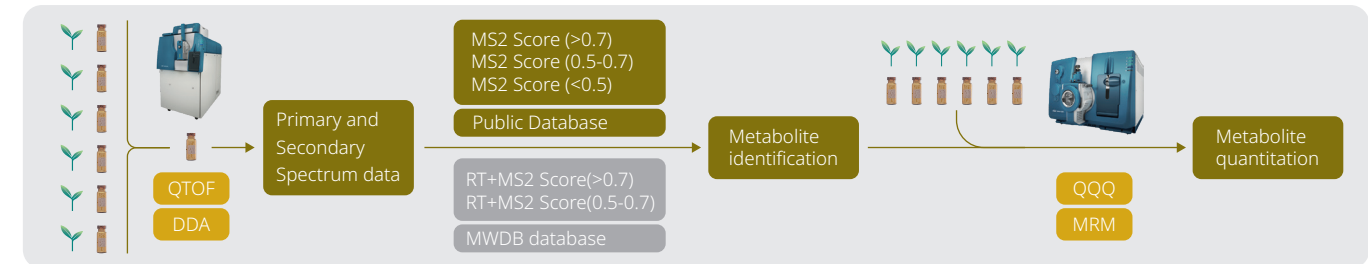 QTOF
DDA
Primary and
Secondary
Spectrum data
MS2 Score (>0.7)
MS2 Score (0.5-0.7)
MS2 Score (<0.5)
Public Database
RT+MS2 Score(>0.7)
RT+MS2 Score(0.5-0.7)
MWDB database
Metabolite
identification
QQQ
MRM
Metabolite
quantitation